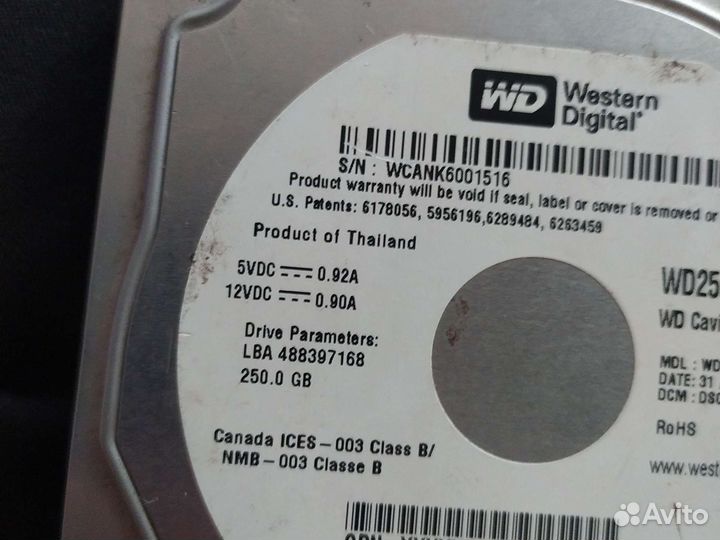 WD Western Digital
S/N : WCANK6001516
Product warranty will be void if seal, label or cover is removed or
U.S. Patents: 6178056, 5956196,6289484, 6263459
Product of Thailand
5VDC ⎓ 0.92A
12VDC ⎓ 0.90A
Drive Parameters:
LBA 488397168
250.0 GB
Canada ICES-003 Class B/
NMB-003 Classe B
WD25
WD Cavi
MDL : WD
DATE: 31
DCM : DSC
RoHS
www.west
Avito